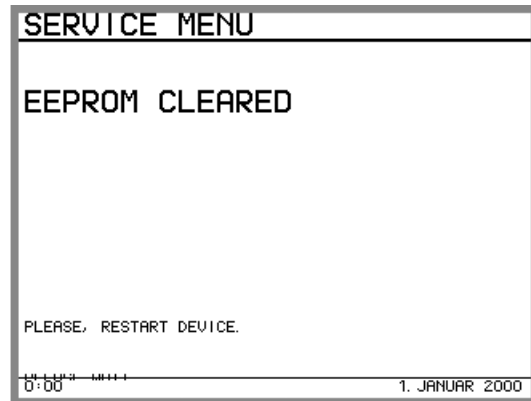 SERVICE MENU
EEPROM CLEARED
PLEASE, RESTART DEVICE.
0:00 1. JANUAR 2000